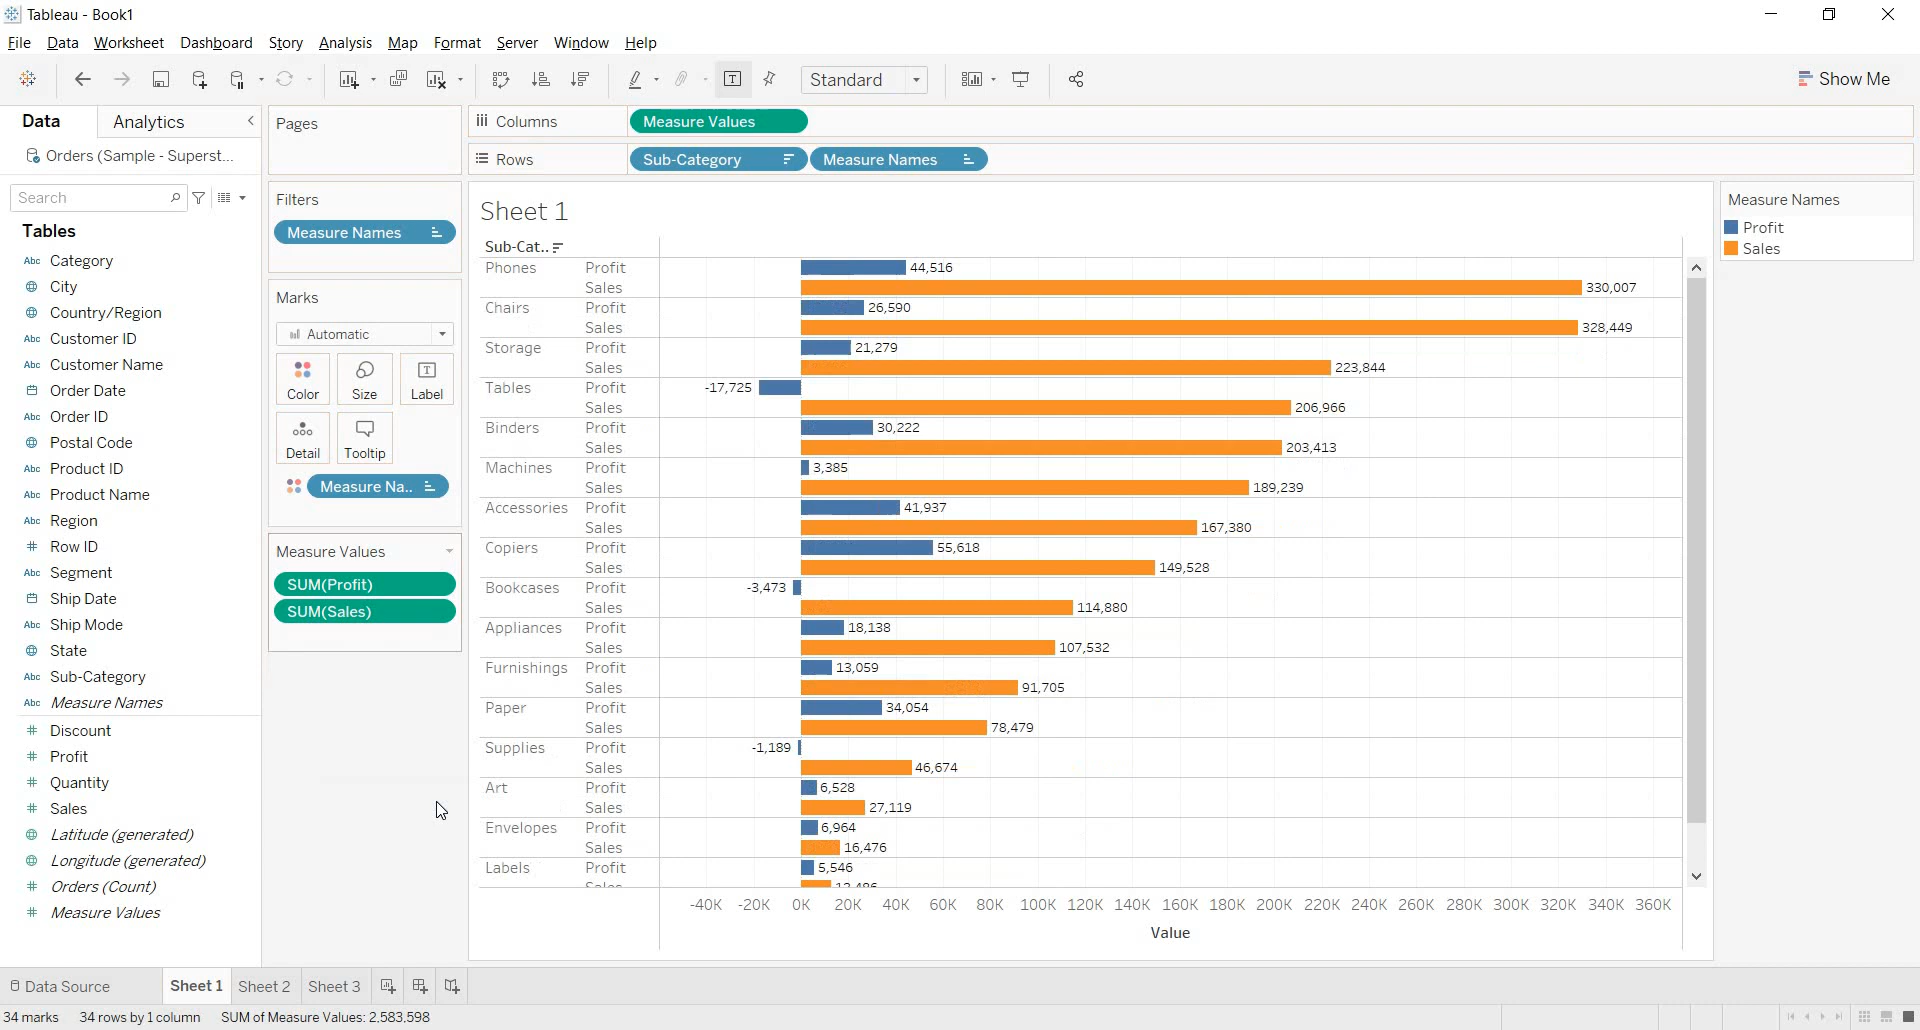 Tableau - Book1
File Data Worksheet Dashboard Story Analysis Map Format Server Window Help
Standard
Show Me
Data Analytics
Orders (Sample - Superst...
Search
Tables
Abc Category
City
Country/Region
Abc Customer ID
Abc Customer Name
Order Date
Abc Order ID
Postal Code
Abc Product ID
Abc Product Name
Abc Region
# Row ID
Abc Segment
Ship Date
Abc Ship Mode
State
Abc Sub-Category
Abc Measure Names
# Discount
# Profit
# Quantity
# Sales
Latitude (generated)
Longitude (generated)
# Orders (Count)
# Measure Values
Pages
Filters
Measure Names
Marks
Automatic
Color Size Label
Detail Tooltip
Measure Na..
Measure Values
SUM(Profit)
SUM(Sales)
Columns Measure Values
Rows Sub-Category Measure Names
Sheet 1
Sub-Cat..
Phones Profit 44,516
Sales 330,007
Chairs Profit 26,590
Sales 328,449
Storage Profit 21,279
Sales 223,844
Tables Profit -17,725
Sales 206,966
Binders Profit 30,222
Sales 203,413
Machines Profit 3,385
Sales 189,239
Accessories Profit 41,937
Sales 167,380
Copiers Profit 55,618
Sales 149,528
Bookcases Profit -3,473
Sales 114,880
Appliances Profit 18,138
Sales 107,532
Furnishings Profit 13,059
Sales 91,705
Paper Profit 34,054
Sales 78,479
Supplies Profit -1,189
Sales 46,674
Art Profit 6,528
Sales 27,119
Envelopes Profit 6,964
Sales 16,476
Labels Profit 5,546
Sales
-40K -20K 0K 20K 40K 60K 80K 100K 120K 140K 160K 180K 200K 220K 240K 260K 280K 300K 320K 340K 360K
Value
Measure Names
Profit
Sales
Data Source Sheet 1 Sheet 2 Sheet 3
34 marks 34 rows by 1 column SUM of Measure Values: 2,583,598